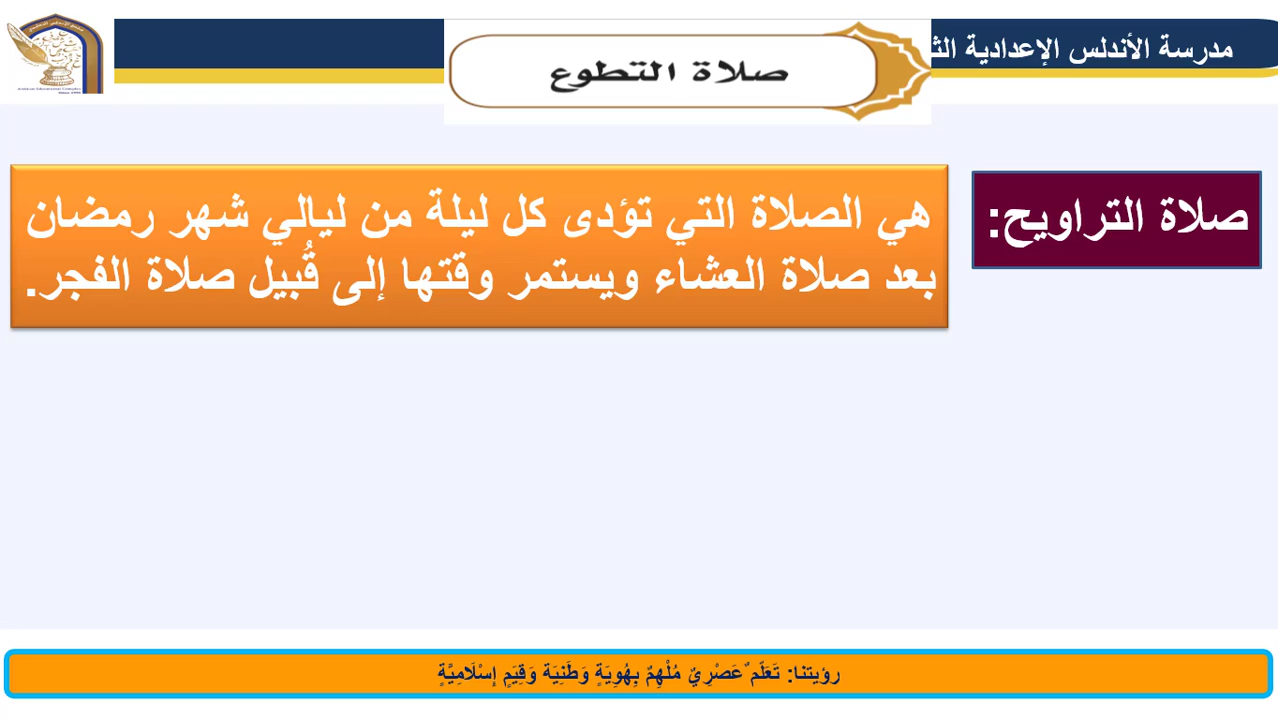 مدرسة الأندلس الإعدادية
صلاة التطوع
صلاة التراويح:
هي الصلاة التي تؤدى كل ليلة من ليالي شهر رمضان
بعد صلاة العشاء ويستمر وقتها إلى قُبيل صلاة الفجر.
رؤيتنا: تَعَلّم ٌعَصْرِيٌ مُلْهِمٌ بِهُوِيَةٍ وَطَنِيَة وَقِيَمٍ إِسْلَامِيَّةٍ